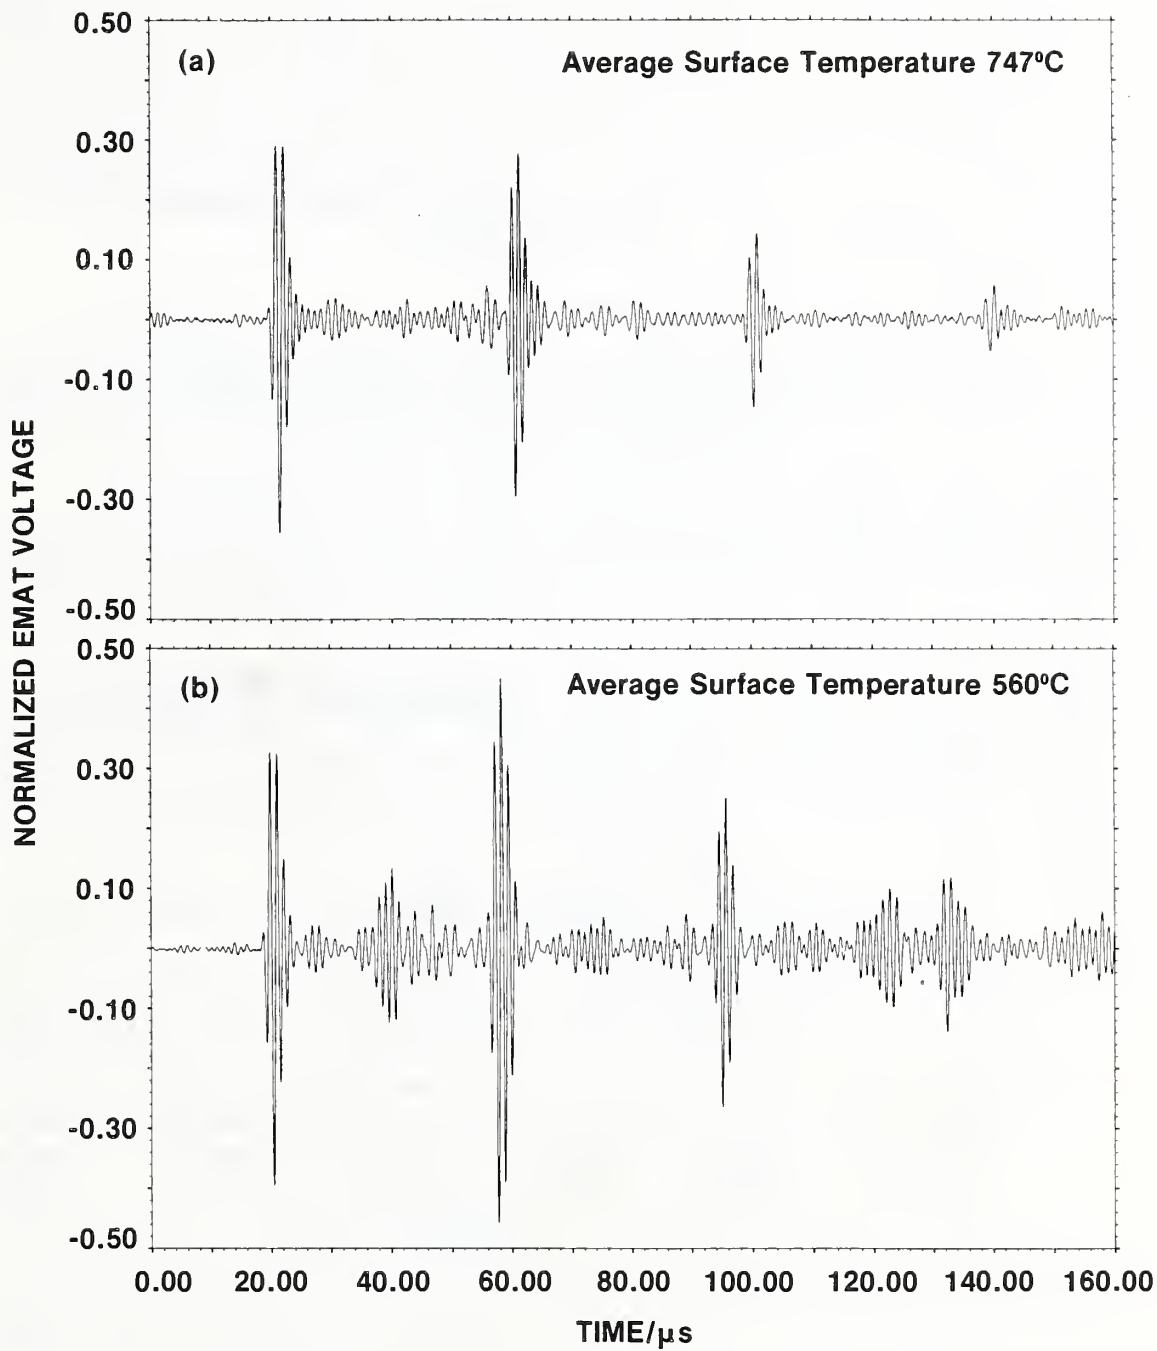 NORMALIZED EMAT VOLTAGE
(a)
Average Surface Temperature 747ºC
0.50
0.30
0.10
-0.10
-0.30
-0.50
(b)
Average Surface Temperature 560ºC
0.50
0.30
0.10
-0.10
-0.30
-0.50
0.00 20.00 40.00 60.00 80.00 100.00 120.00 140.00 160.00
TIME/μs